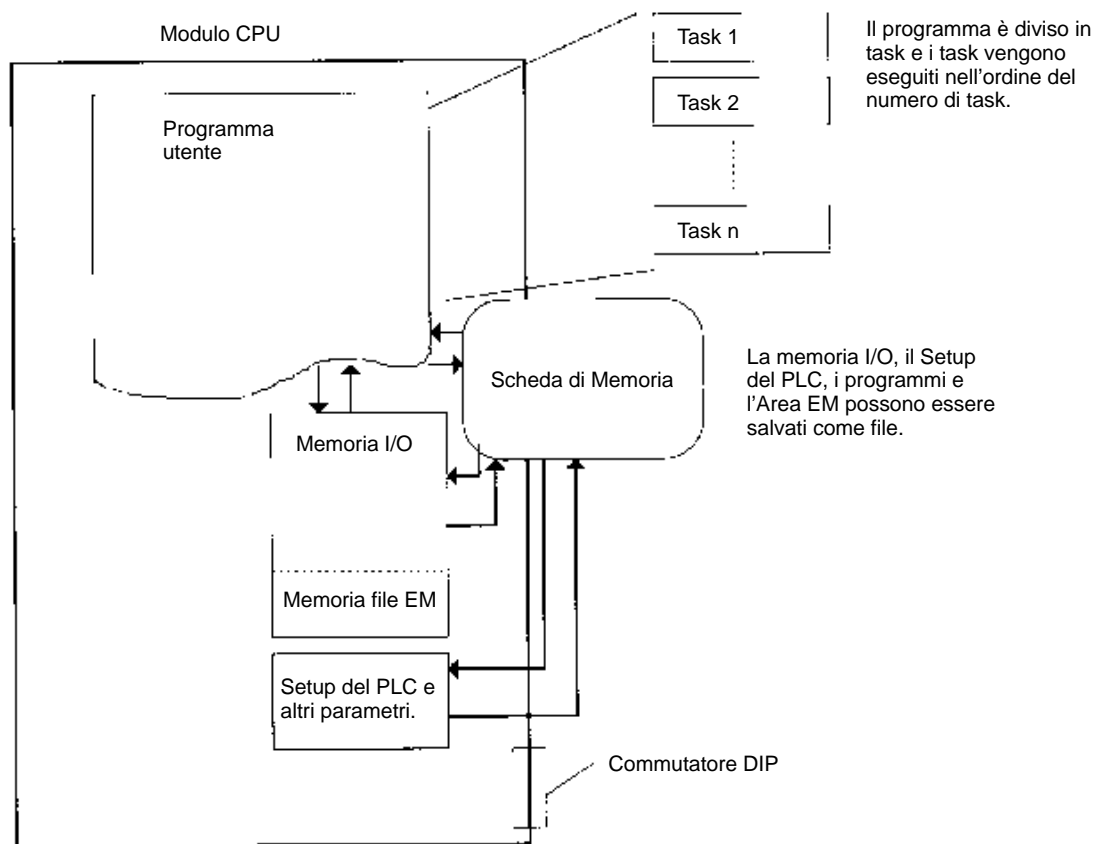 Modulo CPU
Task 1
Il programma è diviso in
task e i task vengono
eseguiti nell'ordine del
numero di task.
Task 2
Programma
utente
Task n
Scheda di Memoria
La memoria I/O, il Setup
del PLC, i programmi e
l'Area EM possono essere
salvati come file.
Memoria I/O
Memoria file EM
Setup del PLC e
altri parametri.
Commutatore DIP